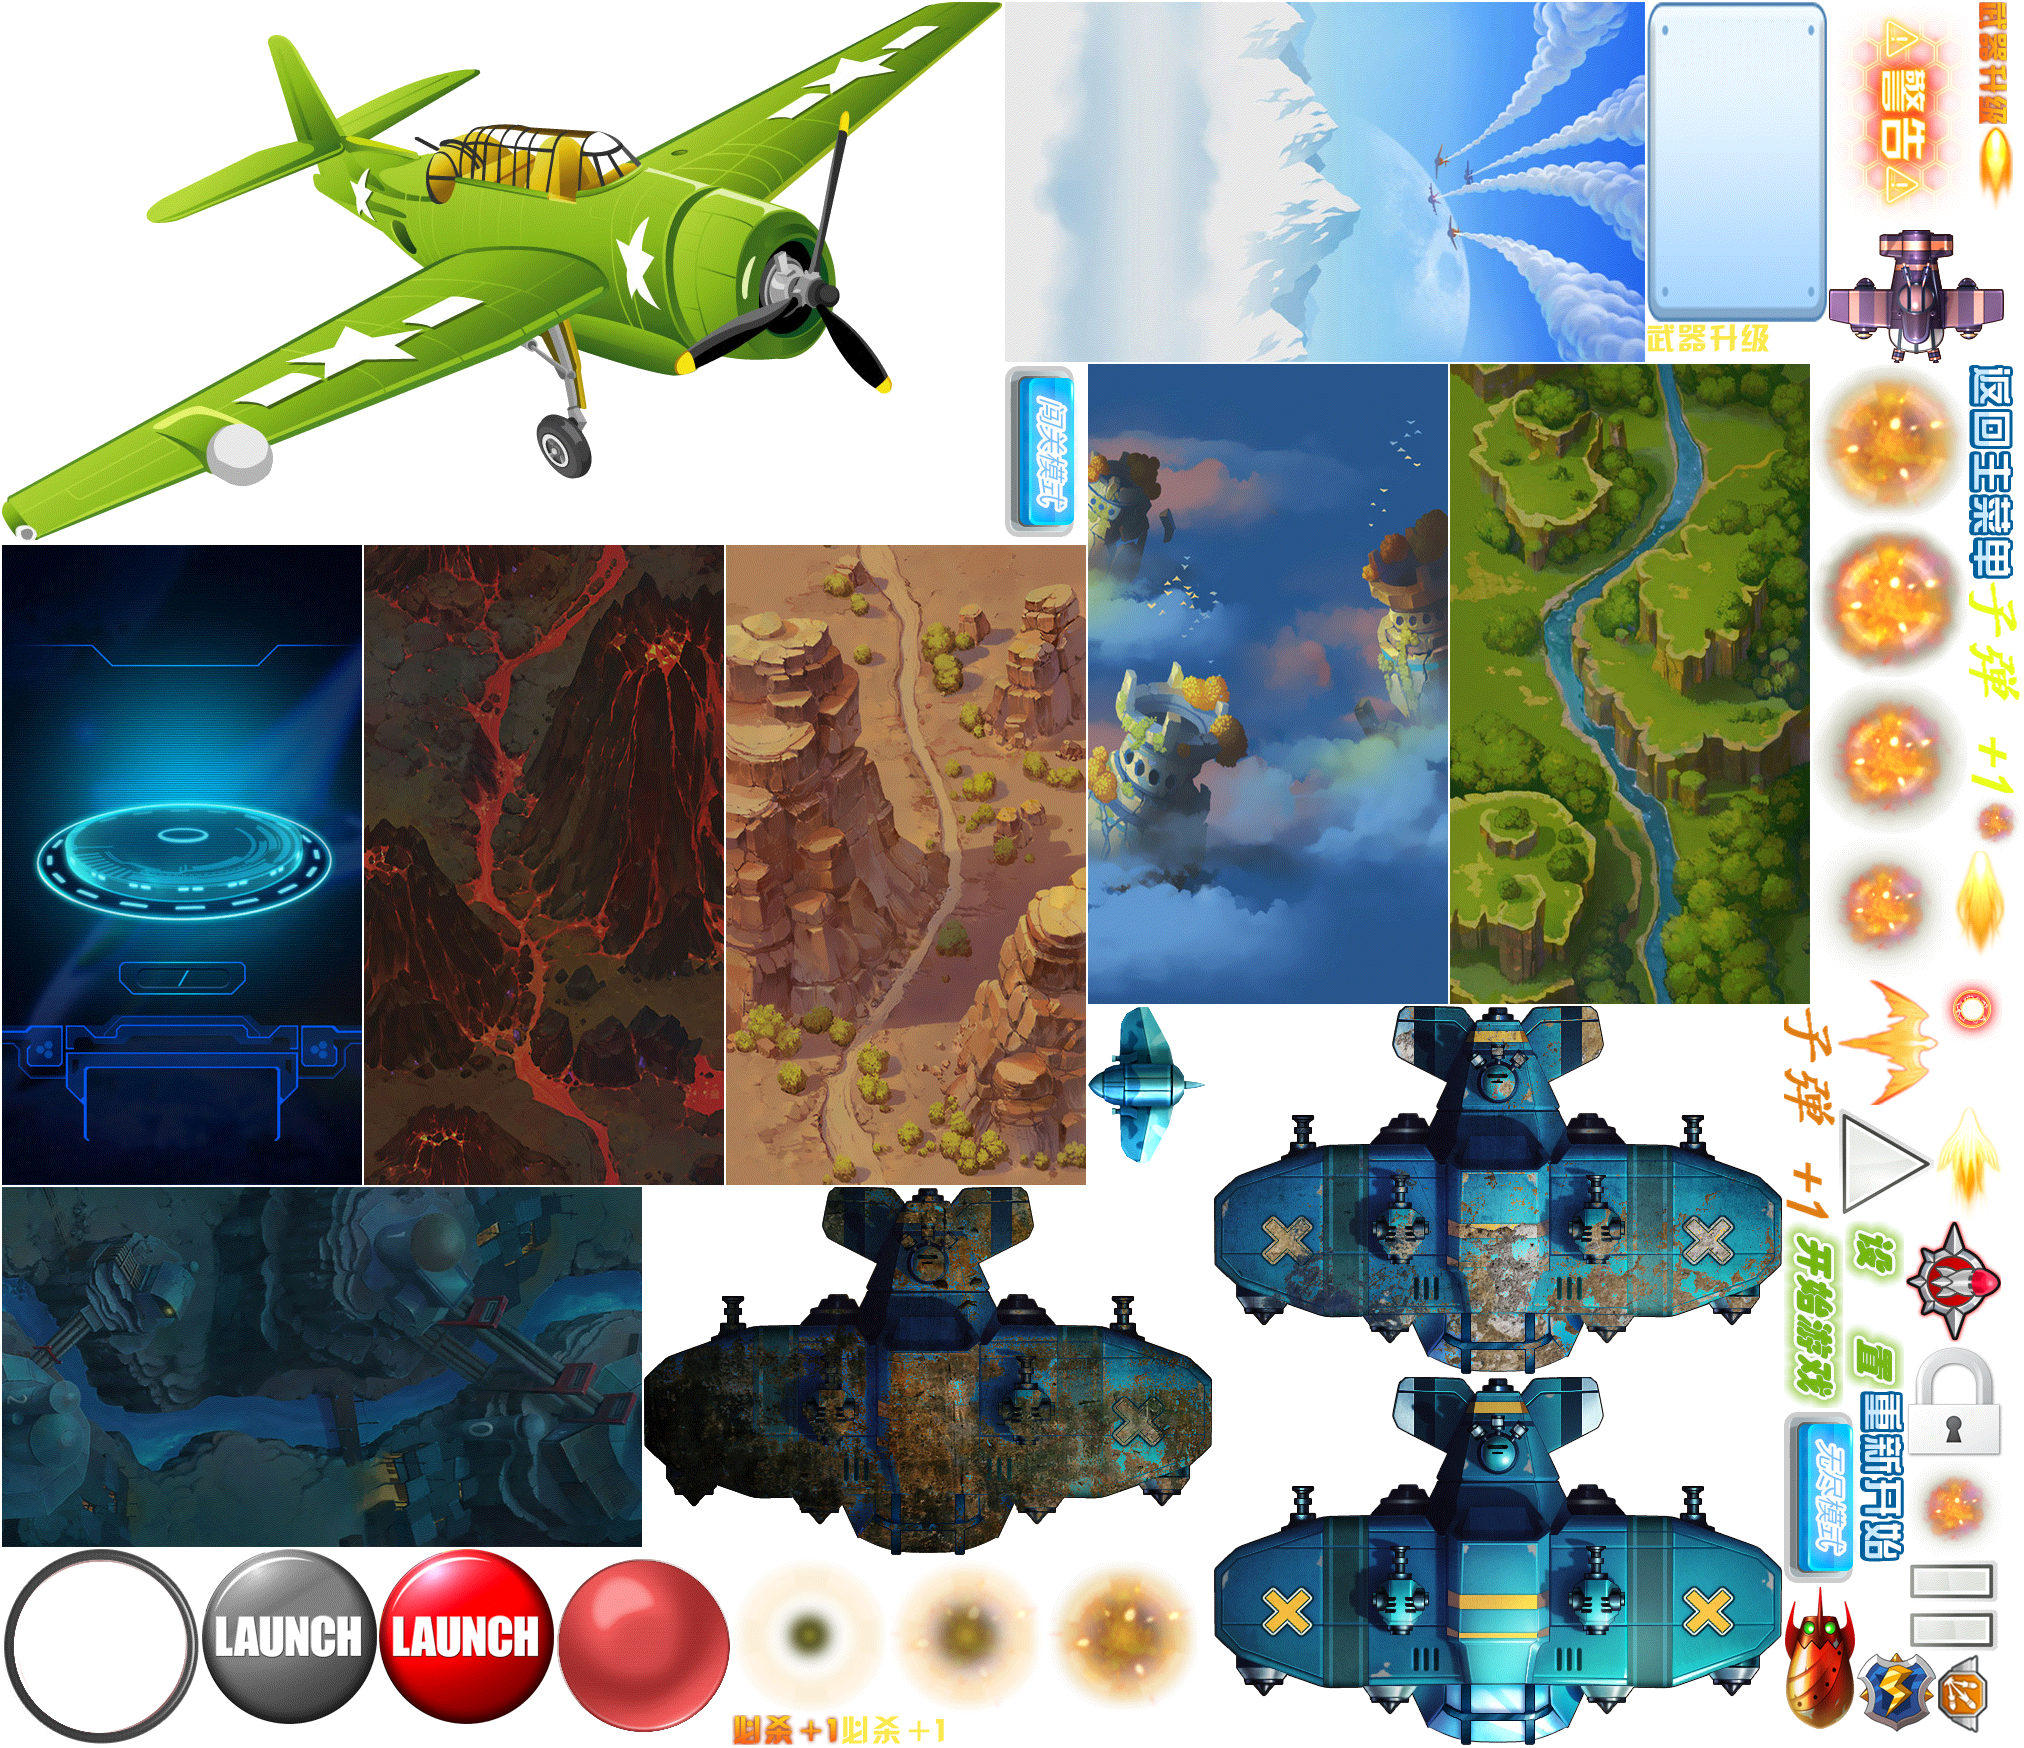 武器升级
警告
武器升级
闯关模式
返回主菜单
子弹 +1
子弹 +1
设 置
开始游戏
重新开始
无尽模式
LAUNCH
LAUNCH
必杀+1
必杀+1